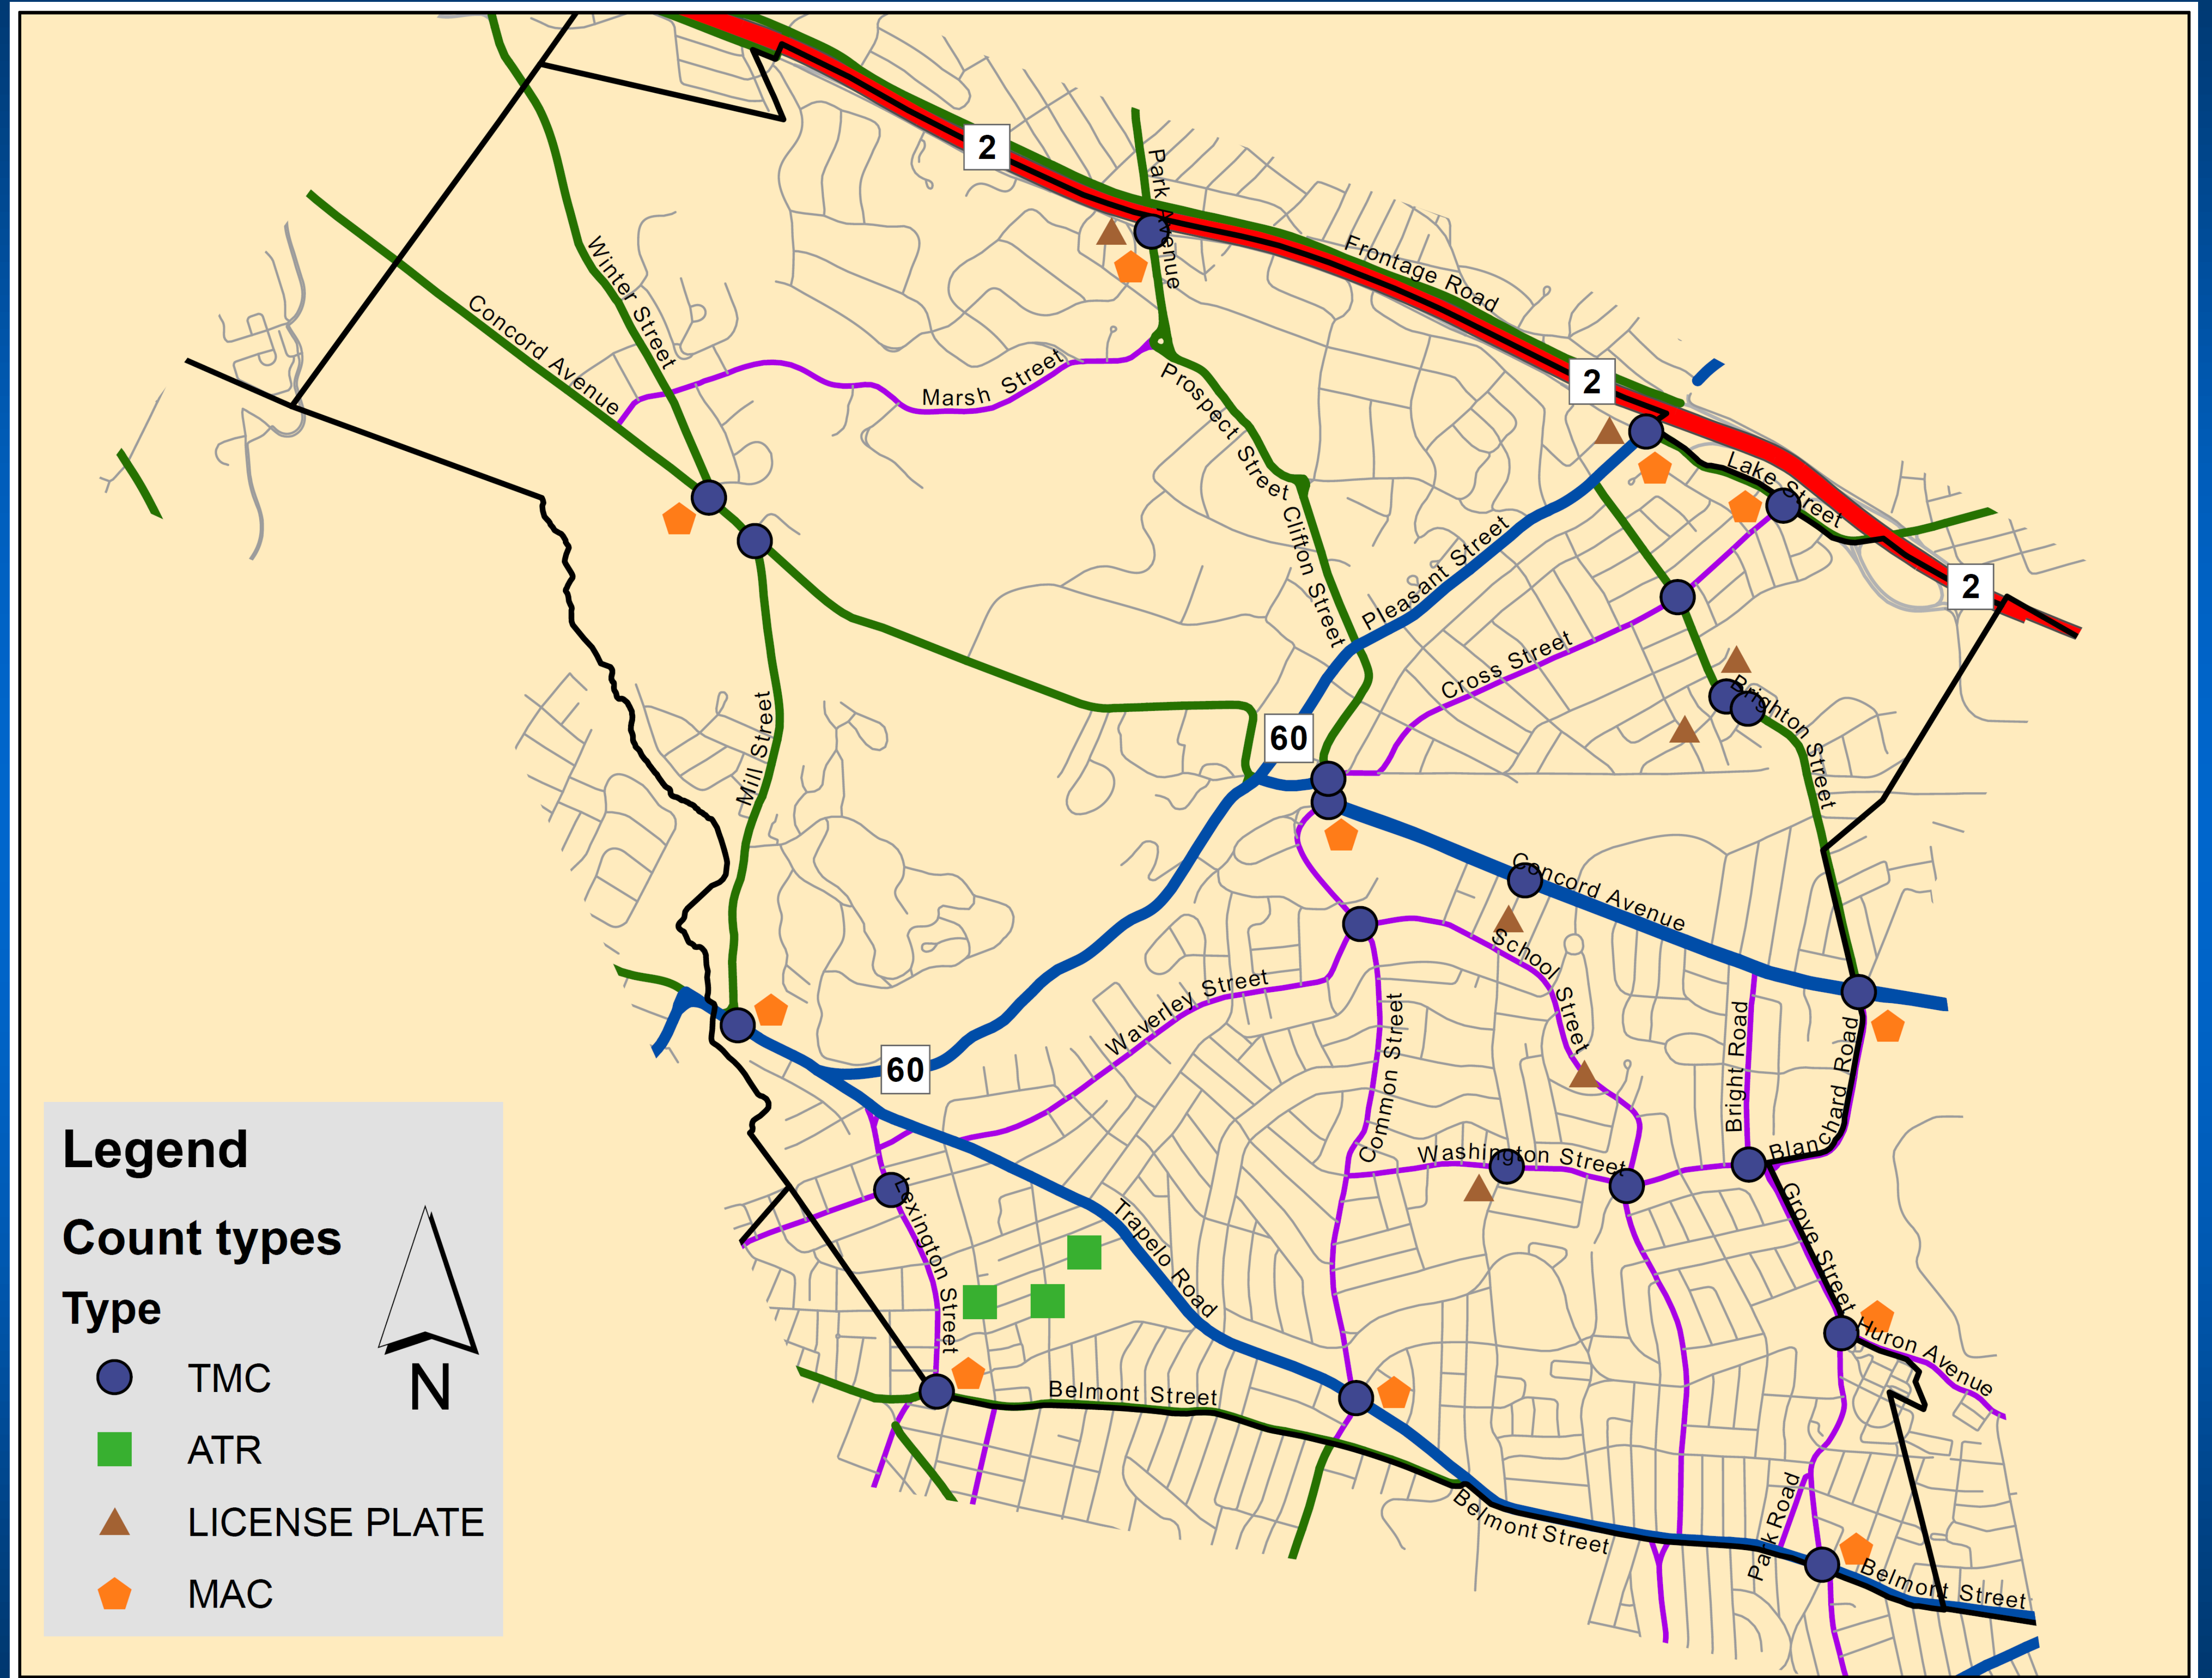 2
Park Avenue
Frontage Road
Winter Street
Concord Avenue
Marsh Street
Prospect Street
2
Lake Street
Clifton Street
Pleasant Street
2
Cross Street
Brighton Street
Mill Street
60
Concord Avenue
School Street
Waverley Street
Common Street
Bright Road
Blanchard Road
60
Washington Street
Lexington Street
Trapelo Road
Grove Street
Huron Avenue
Belmont Street
Belmont Street
Park Road
Belmont Street
Legend
Count types
Type
N
TMC
ATR
LICENSE PLATE
MAC